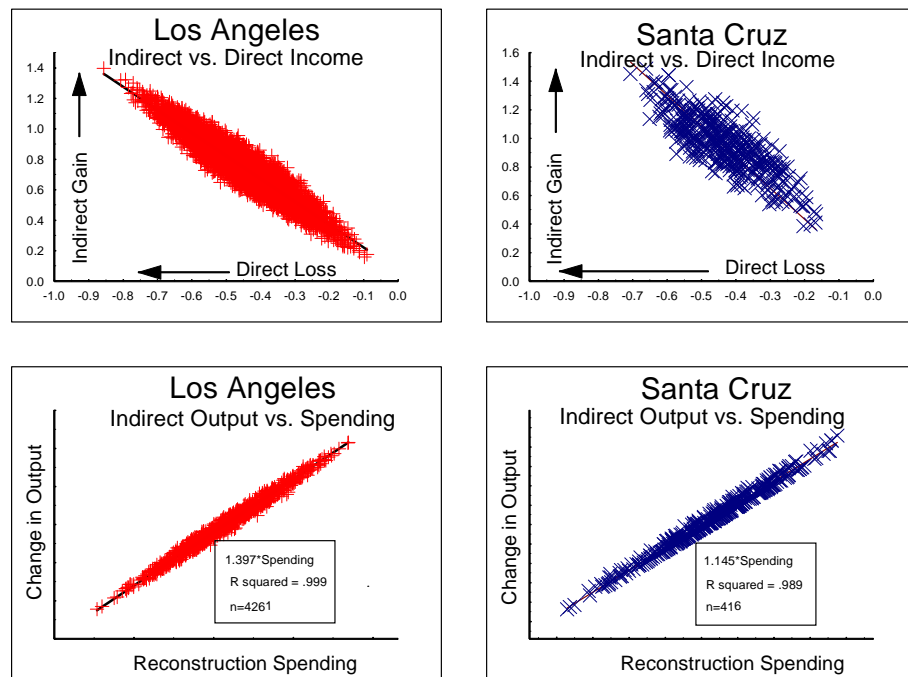 Los Angeles
Indirect vs. Direct Income
1.4
1.2
1.0
0.8
0.6
0.4
0.2
0.0
Indirect Gain
Direct Loss
-1.0 -0.9 -0.8 -0.7 -0.6 -0.5 -0.4 -0.3 -0.2 -0.1 0.0
Santa Cruz
Indirect vs. Direct Income
1.6
1.4
1.2
1.0
0.8
0.6
0.4
0.2
0.0
Indirect Gain
Direct Loss
-1.0 -0.9 -0.8 -0.7 -0.6 -0.5 -0.4 -0.3 -0.2 -0.1 0.0
Los Angeles
Indirect Output vs. Spending
Change in Output
1.397*Spending
R squared = .999
n=4261
Reconstruction Spending
Santa Cruz
Indirect Output vs. Spending
Change in Output
1.145*Spending
R squared = .989
n=416
Reconstruction Spending